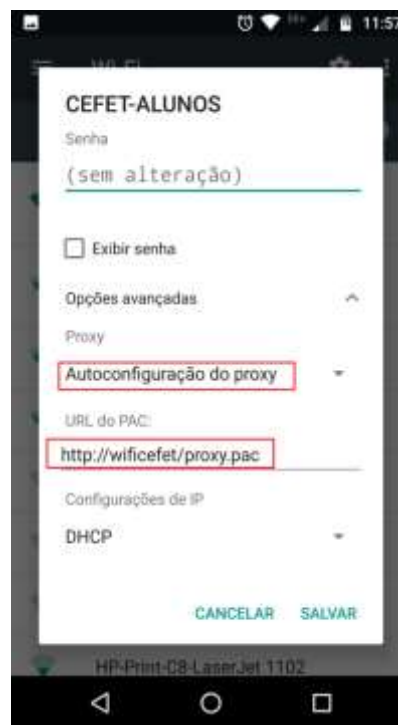 11:57
CEFET-ALUNOS
Senha
(sem alteração)
Exibir senha
Opções avançadas
Proxy
Autoconfiguração do proxy
URL do PAC:
http://wificefet/proxy.pac
Configurações de IP
DHCP
CANCELAR SALVAR
HP-Print-C8-LaserJet 1102